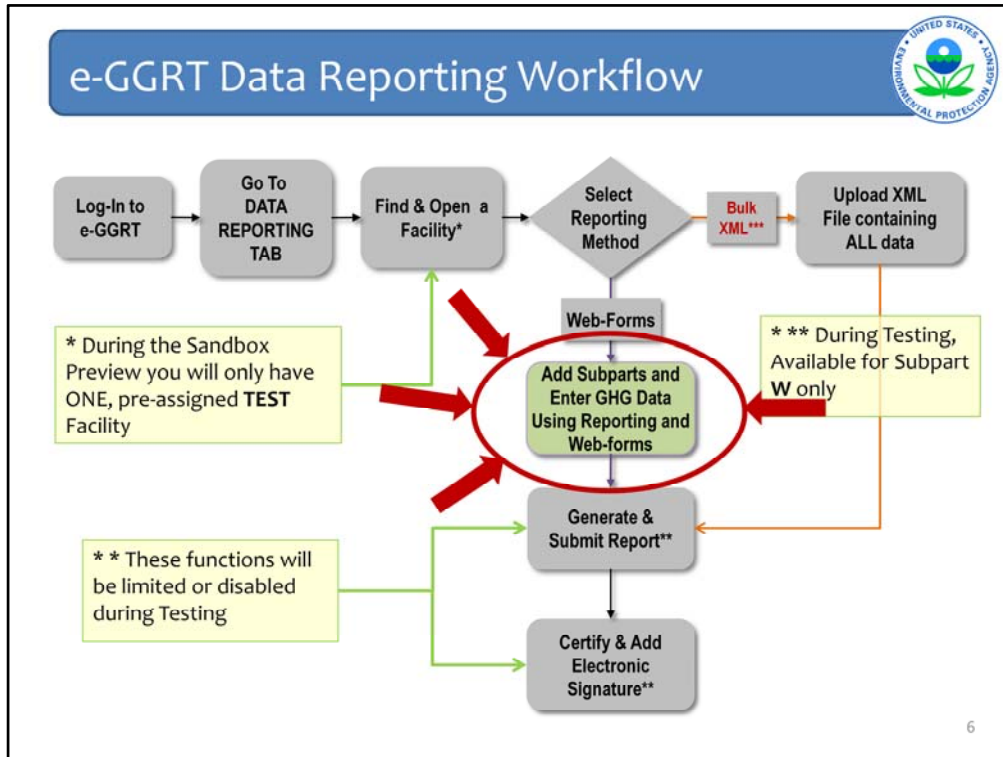 e-GGRT Data Reporting Workflow
UNITED STATES
ENVIRONMENTAL PROTECTION AGENCY
Log-In to
e-GGRT
Go To
DATA
REPORTING
TAB
Find & Open a
Facility*
Select
Reporting
Method
Bulk
XML***
Upload XML
File containing
ALL data
Web-Forms
* During the Sandbox
Preview you will only have
ONE, pre-assigned TEST
Facility
Add Subparts and
Enter GHG Data
Using Reporting and
Web-forms
* ** During Testing,
Available for Subpart
W only
Generate &
Submit Report**
* * These functions will
be limited or disabled
during Testing
Certify & Add
Electronic
Signature**
6